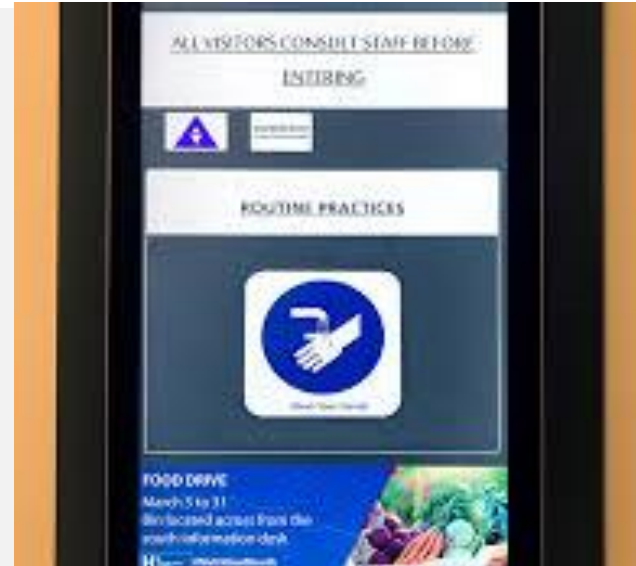 ALL VISITORS CONSULT STAFF BEFORE
ENTERING
ROUTINE PRACTICES
FOOD DRIVE
March 5 to 31
Bin located across from the
south information desk